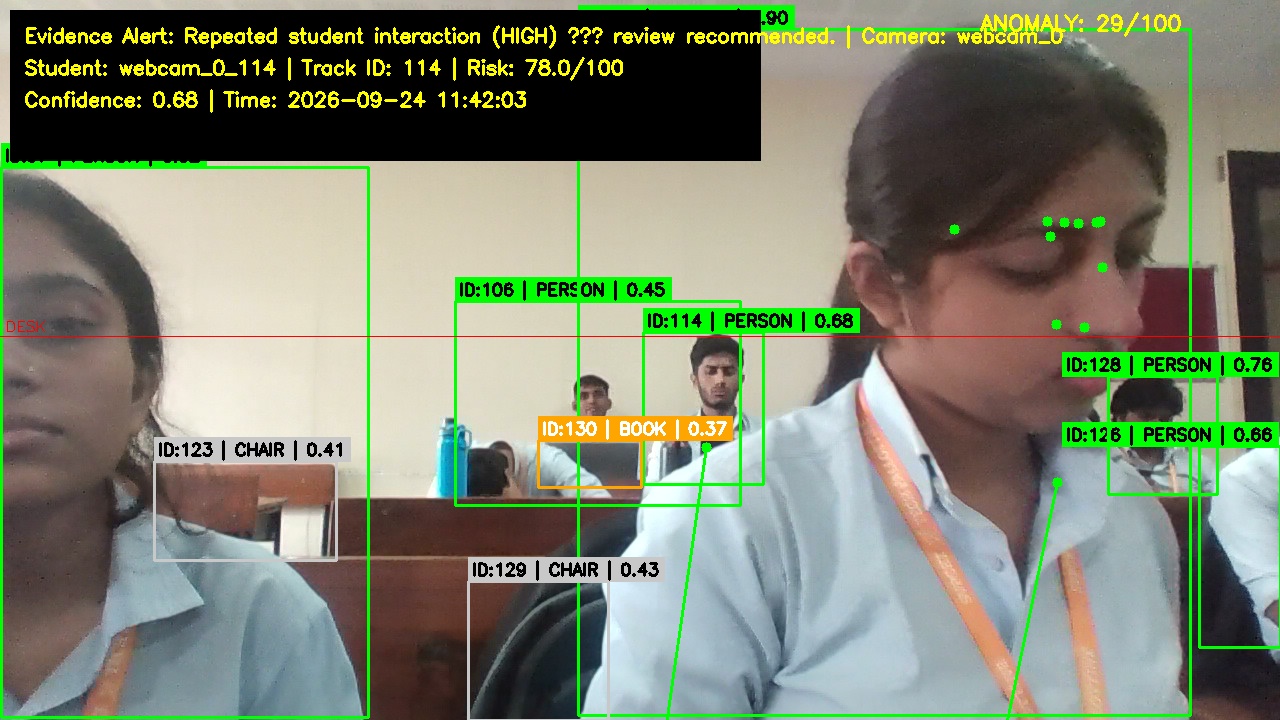 .90
ANOMALY: 29/100
Evidence Alert: Repeated student interaction (HIGH) ??? review recommended. | Camera: webcam_0
Student: webcam_0_114 | Track ID: 114 | Risk: 78.0/100
Confidence: 0.68 | Time: 2026-09-24 11:42:03
ID:106 | PERSON | 0.45
ID:114 | PERSON | 0.68
DESK
ID:128 | PERSON | 0.76
ID:130 | BOOK | 0.37
ID:126 | PERSON | 0.66
ID:123 | CHAIR | 0.41
ID:129 | CHAIR | 0.43